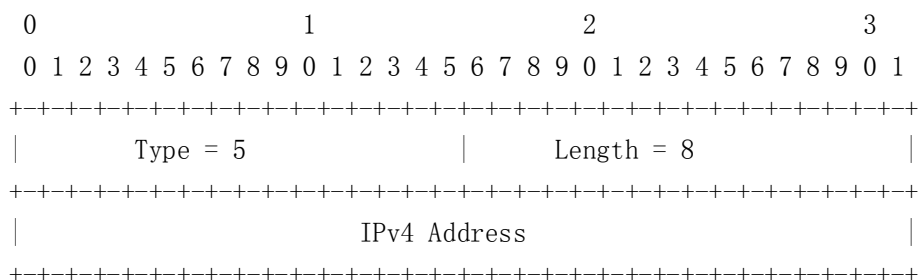 0                   1                   2                   3
0 1 2 3 4 5 6 7 8 9 0 1 2 3 4 5 6 7 8 9 0 1 2 3 4 5 6 7 8 9 0 1
+-+-+-+-+-+-+-+-+-+-+-+-+-+-+-+-+-+-+-+-+-+-+-+-+-+-+-+-+-+-+-+-+
|        Type = 5               |      Length = 8               |
+-+-+-+-+-+-+-+-+-+-+-+-+-+-+-+-+-+-+-+-+-+-+-+-+-+-+-+-+-+-+-+-+
|                        IPv4 Address                           |
+-+-+-+-+-+-+-+-+-+-+-+-+-+-+-+-+-+-+-+-+-+-+-+-+-+-+-+-+-+-+-+-+